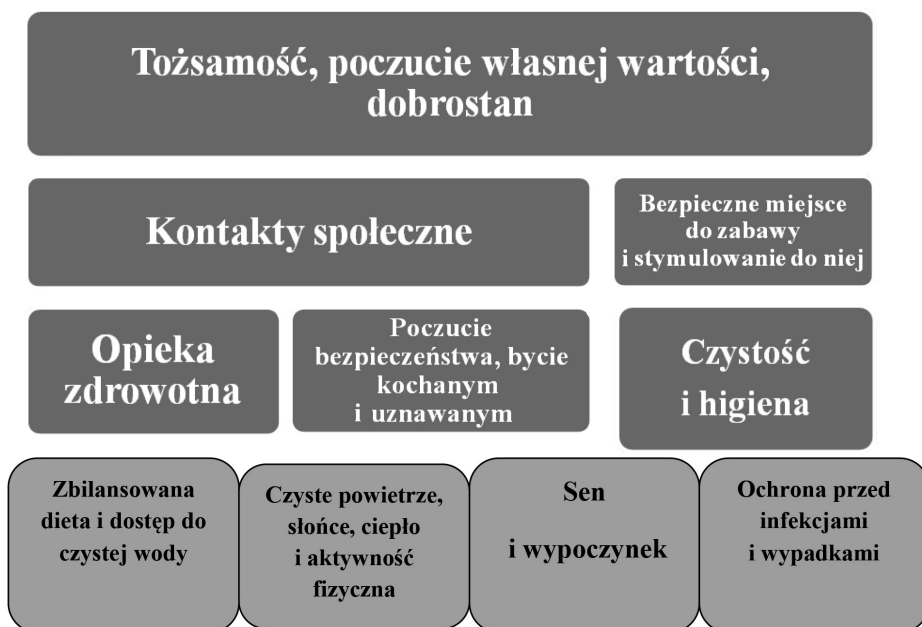 Tożsamość, poczucie własnej wartości,
dobrostan
Kontakty społeczne
Bezpieczne miejsce
do zabawy
i stymulowanie do niej
Opieka
zdrowotna
Poczucie
bezpieczeństwa, bycie
kochanym
i uznawanym
Czystość
i higiena
Zbilansowana
dieta i dostęp do
czystej wody
Czyste powietrze,
słońce, ciepło
i aktywność
fizyczna
Sen
i wypoczynek
Ochrona przed
infekcjami
i wypadkami